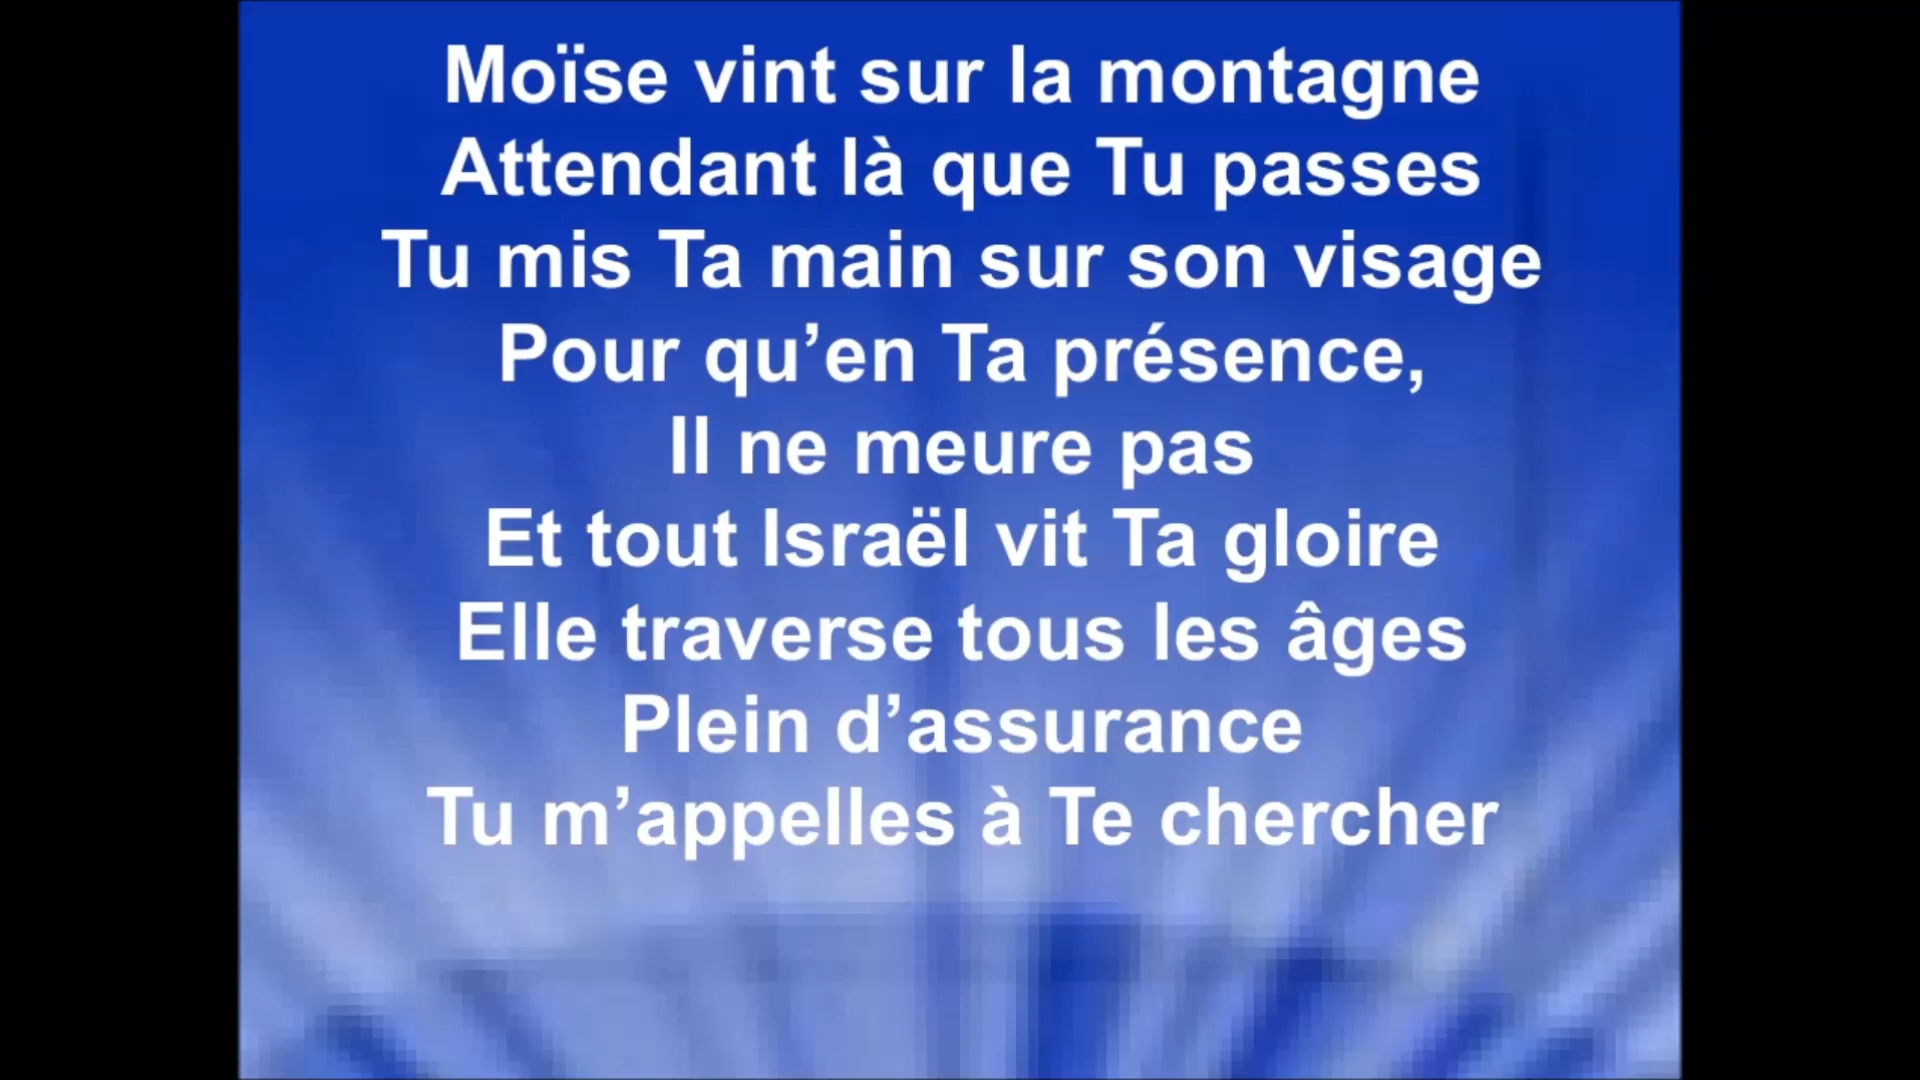 Moïse vint sur la montagne
Attendant là que Tu passes
Tu mis Ta main sur son visage
Pour qu’en Ta présence,
Il ne meure pas
Et tout Israël vit Ta gloire
Elle traverse tous les âges
Plein d’assurance
Tu m’appelles à Te chercher